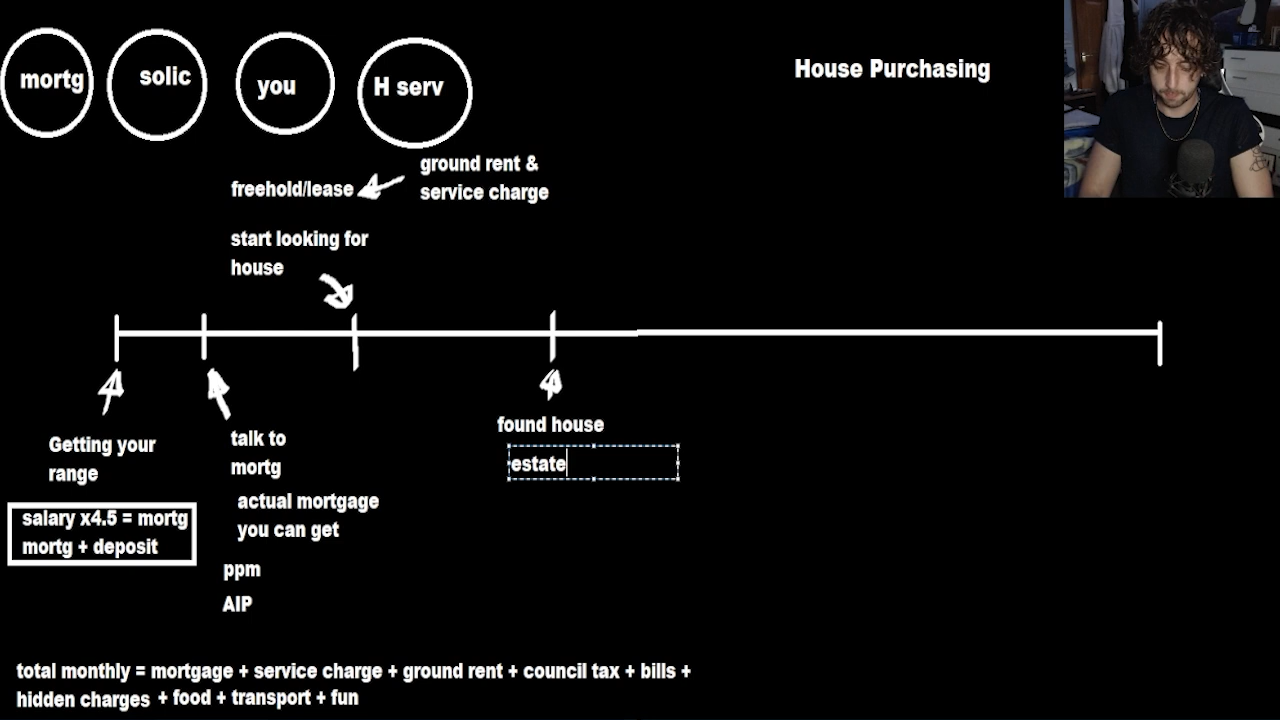 House Purchasing
mortg
solic
you
H serv
ground rent &
service charge
freehold/lease
start looking for
house
Getting your
range
salary x4.5 = mortg
mortg + deposit
talk to
mortg
actual mortgage
you can get
ppm
AIP
found house
estate
total monthly = mortgage + service charge + ground rent + council tax + bills +
hidden charges + food + transport + fun